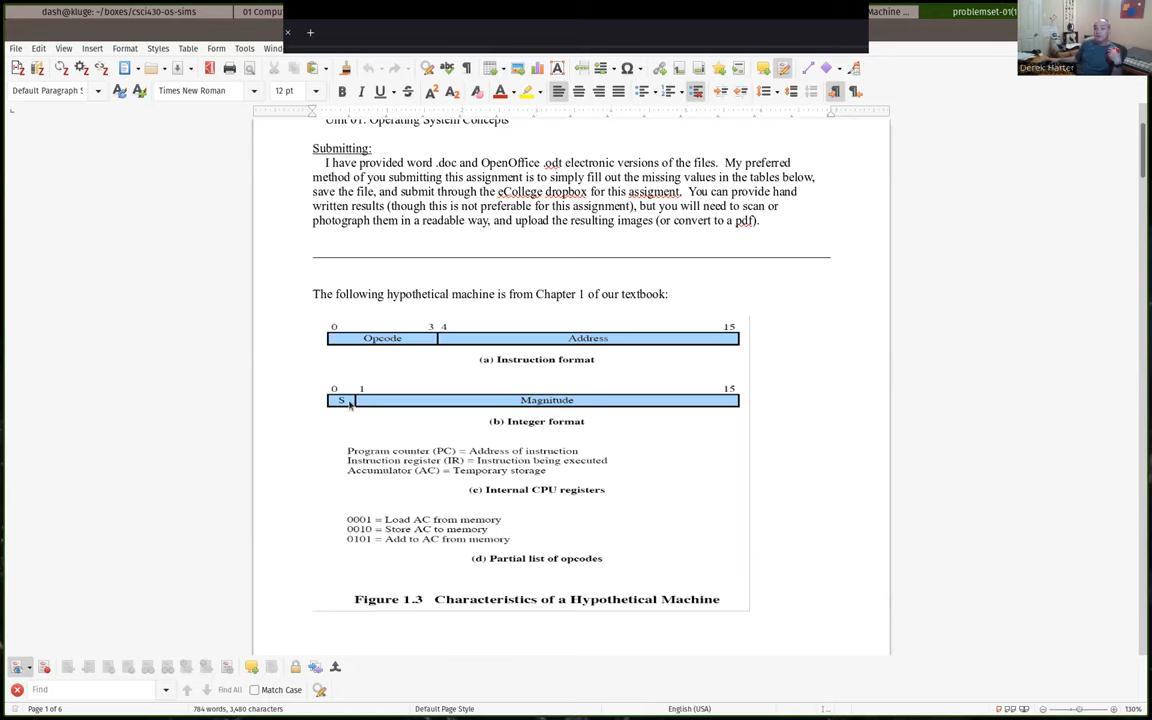 dash@kluge: ~/boxes/csci430-os-sims
01 Compu
Machine ...
problemset-01(1
File Edit View Insert Format Styles Table Form Tools Wind
Default Paragraph S
Times New Roman
12 pt
Derek Harter
Unit 01: Operating System Concepts
Submitting:
I have provided word .doc and OpenOffice .odt electronic versions of the files. My preferred
method of you submitting this assignment is to simply fill out the missing values in the tables below,
save the file, and submit through the eCollege dropbox for this assigment. You can provide hand
written results (though this is not preferable for this assignment), but you will need to scan or
photograph them in a readable way, and upload the resulting images (or convert to a pdf).
The following hypothetical machine is from Chapter 1 of our textbook:
0 3 4 15
Opcode Address
(a) Instruction format
0 1 15
S Magnitude
(b) Integer format
Program counter (PC) = Address of instruction
Instruction register (IR) = Instruction being executed
Accumulator (AC) = Temporary storage
(c) Internal CPU registers
0001 = Load AC from memory
0010 = Store AC to memory
0101 = Add to AC from memory
(d) Partial list of opcodes
Figure 1.3 Characteristics of a Hypothetical Machine
Find
Find All
Match Case
Page 1 of 6
784 words, 3,480 characters
Default Page Style
English (USA)
130%